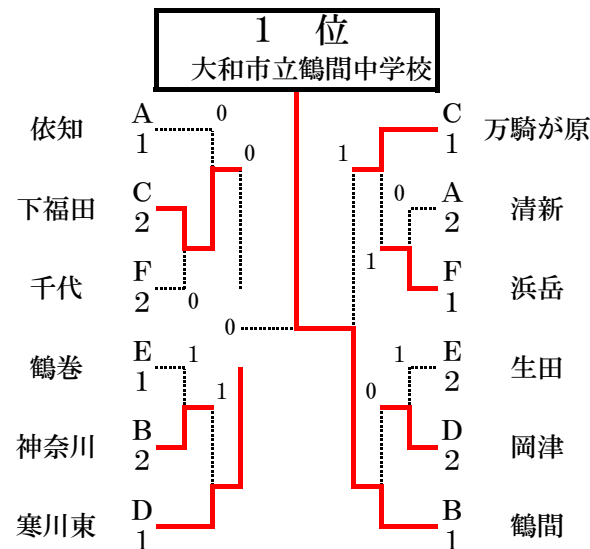 １ 位
大和市立鶴間中学校
依知 A 1
0
0
下福田 C 2
千代 F 2
0
0
鶴巻 E 1
1
1
神奈川 B 2
寒川東 D 1
C 1 万騎が原
1
0
A 2 清新
1
F 1 浜岳
1
E 2 生田
0
D 2 岡津
B 1 鶴間